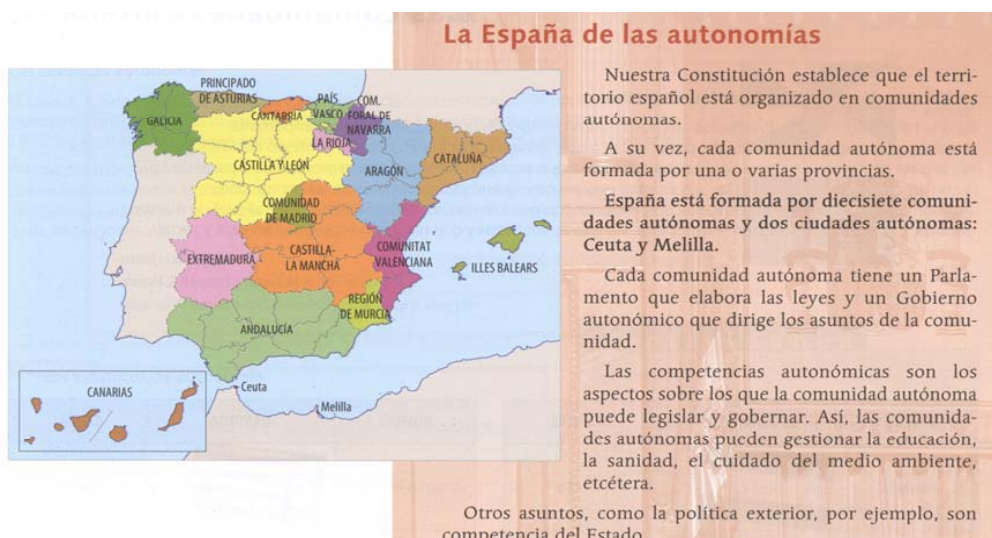 La España de las autonomías
Nuestra Constitución establece que el terri-
torio español está organizado en comunidades
autónomas.
A su vez, cada comunidad autónoma está
formada por una o varias provincias.
España está formada por diecisiete comuni-
dades autónomas y dos ciudades autónomas:
Ceuta y Melilla.
Cada comunidad autónoma tiene un Parla-
mento que elabora las leyes y un Gobierno
autonómico que dirige los asuntos de la comu-
nidad.
Las competencias autonómicas son los
aspectos sobre los que la comunidad autónoma
puede legislar y gobernar. Así, las comunida-
des autónomas pueden gestionar la educación,
la sanidad, el cuidado del medio ambiente,
etcétera.
Otros asuntos, como la política exterior, por ejemplo, son
competencia del Estado.
PRINCIPADO
DE ASTURIAS
CANTABRIA
PAÍS
VASCO
COM.
FORAL DE
NAVARRA
GALICIA
LA RIOJA
CASTILLA Y LEÓN
ARAGÓN
CATALUÑA
COMUNIDAD
DE MADRID
EXTREMADURA
CASTILLA-
LA MANCHA
COMUNITAT
VALENCIANA
ILLES BALEARS
REGIÓN
DE MURCIA
ANDALUCÍA
CANARIAS
Ceuta
Melilla